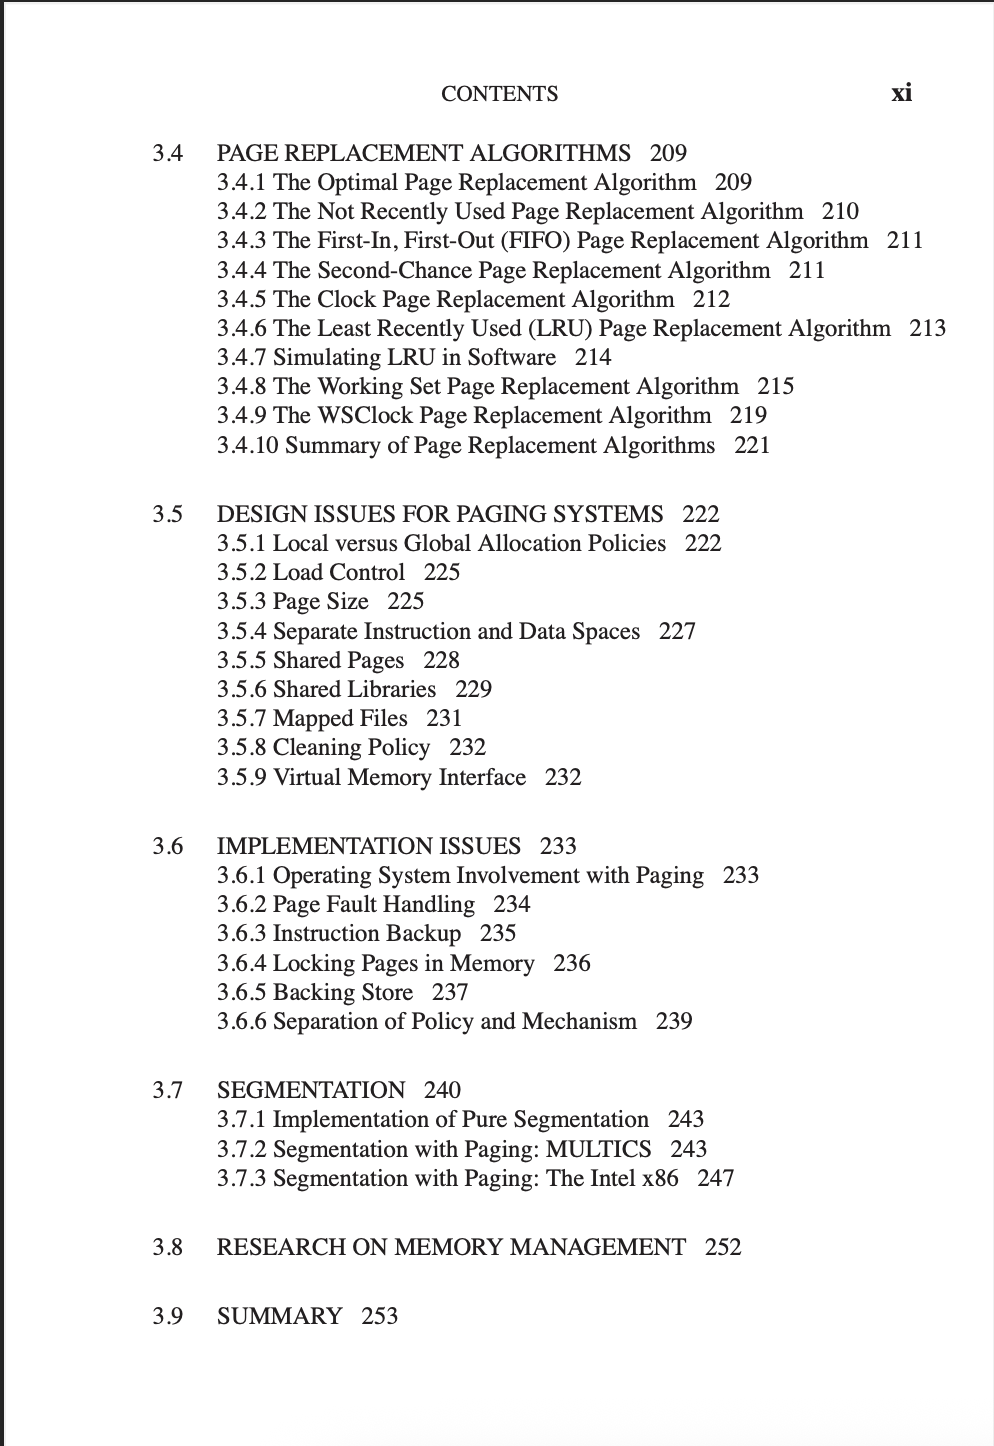 CONTENTS xi
3.4 PAGE REPLACEMENT ALGORITHMS 209
3.4.1 The Optimal Page Replacement Algorithm 209
3.4.2 The Not Recently Used Page Replacement Algorithm 210
3.4.3 The First-In, First-Out (FIFO) Page Replacement Algorithm 211
3.4.4 The Second-Chance Page Replacement Algorithm 211
3.4.5 The Clock Page Replacement Algorithm 212
3.4.6 The Least Recently Used (LRU) Page Replacement Algorithm 213
3.4.7 Simulating LRU in Software 214
3.4.8 The Working Set Page Replacement Algorithm 215
3.4.9 The WSClock Page Replacement Algorithm 219
3.4.10 Summary of Page Replacement Algorithms 221
3.5 DESIGN ISSUES FOR PAGING SYSTEMS 222
3.5.1 Local versus Global Allocation Policies 222
3.5.2 Load Control 225
3.5.3 Page Size 225
3.5.4 Separate Instruction and Data Spaces 227
3.5.5 Shared Pages 228
3.5.6 Shared Libraries 229
3.5.7 Mapped Files 231
3.5.8 Cleaning Policy 232
3.5.9 Virtual Memory Interface 232
3.6 IMPLEMENTATION ISSUES 233
3.6.1 Operating System Involvement with Paging 233
3.6.2 Page Fault Handling 234
3.6.3 Instruction Backup 235
3.6.4 Locking Pages in Memory 236
3.6.5 Backing Store 237
3.6.6 Separation of Policy and Mechanism 239
3.7 SEGMENTATION 240
3.7.1 Implementation of Pure Segmentation 243
3.7.2 Segmentation with Paging: MULTICS 243
3.7.3 Segmentation with Paging: The Intel x86 247
3.8 RESEARCH ON MEMORY MANAGEMENT 252
3.9 SUMMARY 253